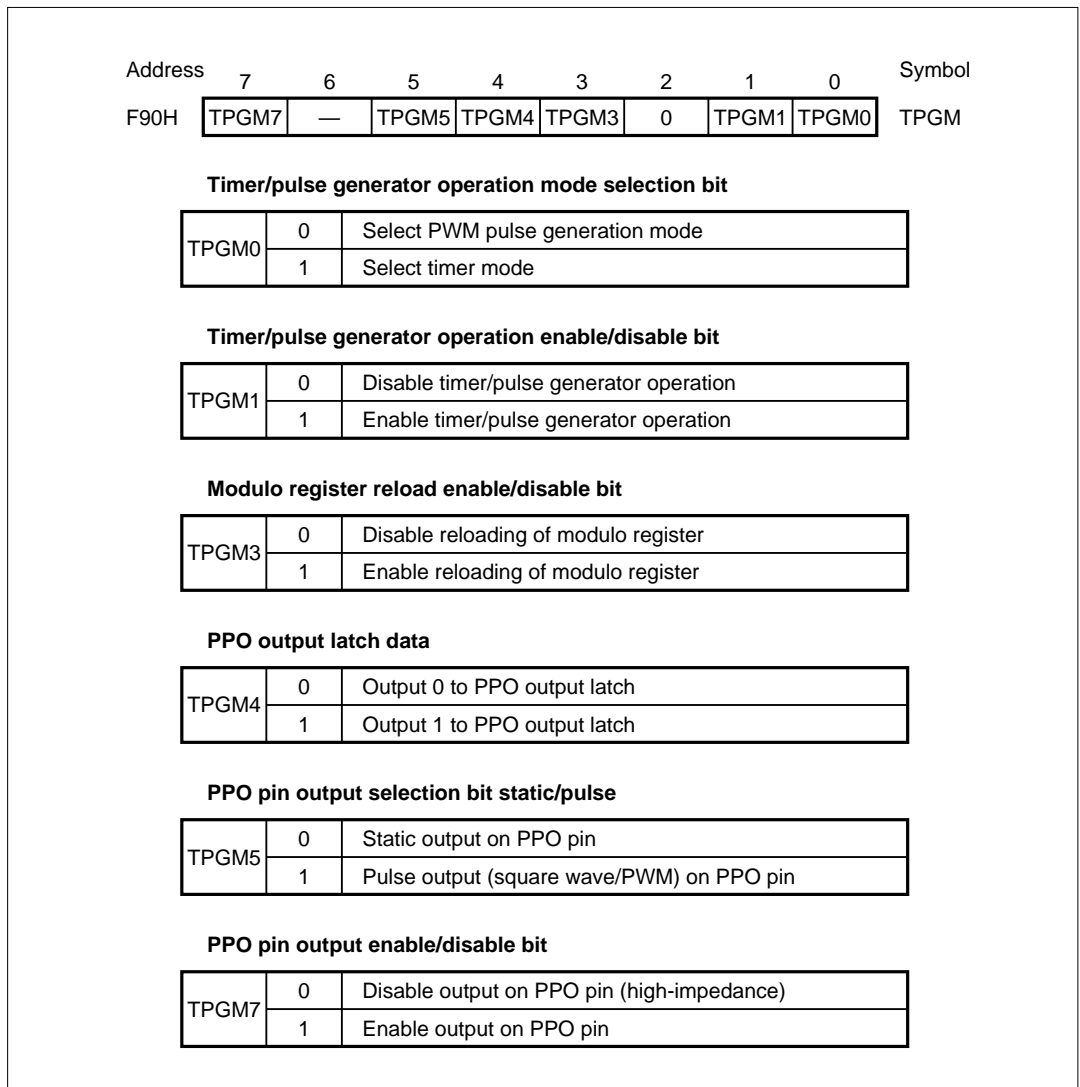 Address 7 6 5 4 3 2 1 0 Symbol
F90H TPGM7 — TPGM5 TPGM4 TPGM3 0 TPGM1 TPGM0 TPGM
Timer/pulse generator operation mode selection bit
TPGM0 0 Select PWM pulse generation mode
1 Select timer mode
Timer/pulse generator operation enable/disable bit
TPGM1 0 Disable timer/pulse generator operation
1 Enable timer/pulse generator operation
Modulo register reload enable/disable bit
TPGM3 0 Disable reloading of modulo register
1 Enable reloading of modulo register
PPO output latch data
TPGM4 0 Output 0 to PPO output latch
1 Output 1 to PPO output latch
PPO pin output selection bit static/pulse
TPGM5 0 Static output on PPO pin
1 Pulse output (square wave/PWM) on PPO pin
PPO pin output enable/disable bit
TPGM7 0 Disable output on PPO pin (high-impedance)
1 Enable output on PPO pin